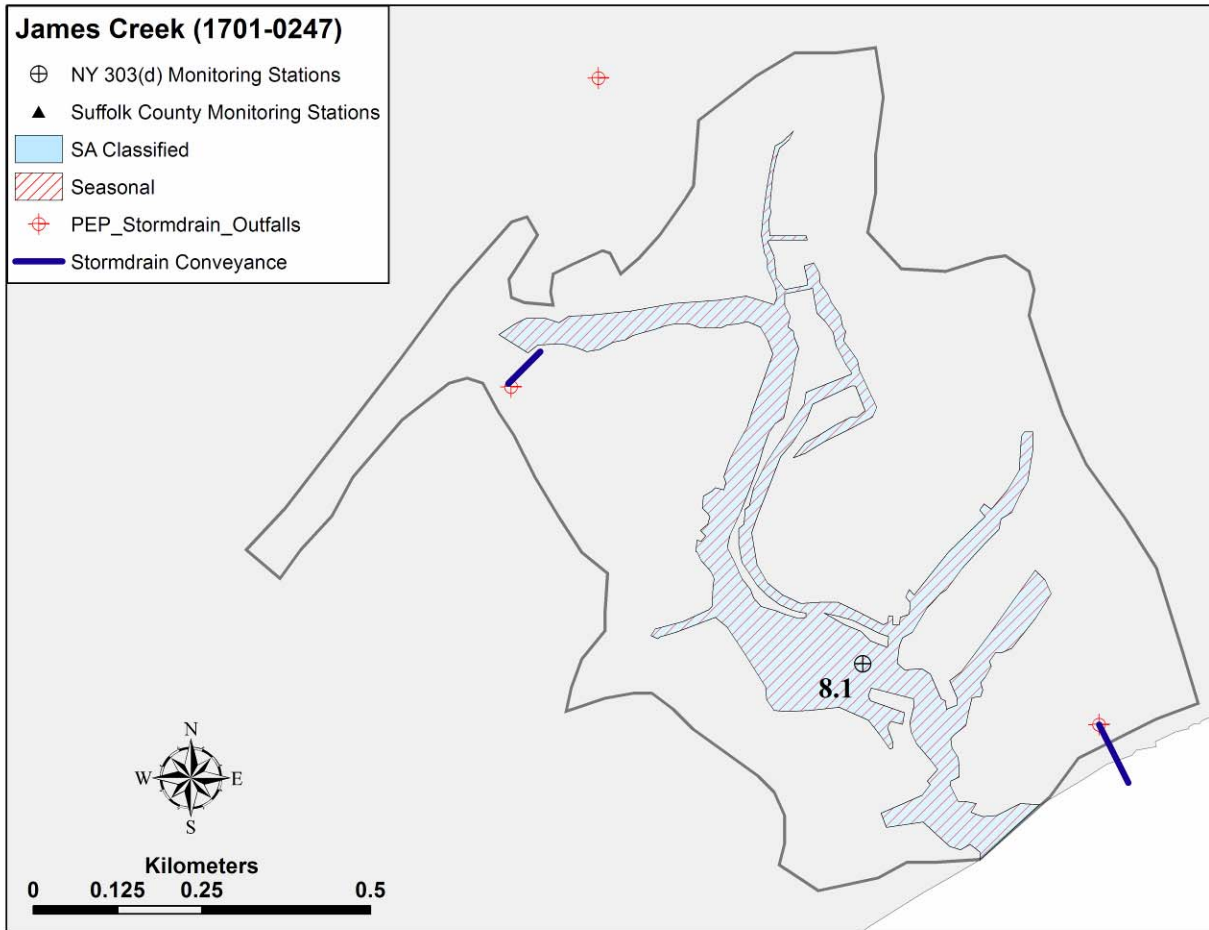 James Creek (1701-0247)
NY 303(d) Monitoring Stations
Suffolk County Monitoring Stations
SA Classified
Seasonal
PEP_Stormdrain_Outfalls
Stormdrain Conveyance
8.1
N
W E
S
Kilometers
0 0.125 0.25 0.5